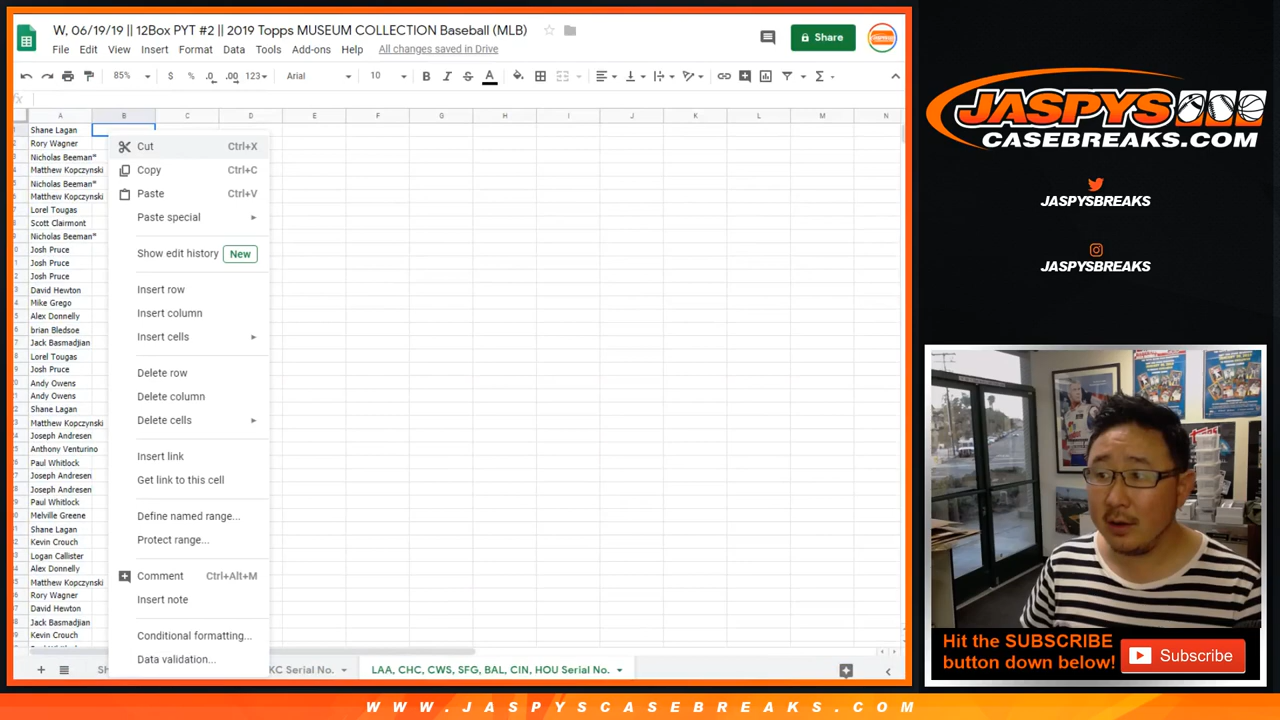 W, 06/19/19 || 12Box PYT #2 || 2019 Topps MUSEUM COLLECTION Baseball (MLB)
File Edit View Insert Format Data Tools Add-ons Help All changes saved in Drive
Share
85% $ % .0 .00 123 Arial 10 B I S A
fx
A B C D E F G H I J K L M N
Shane Lagan
Rory Wagner
Nicholas Beeman*
Matthew Kopczynski
Nicholas Beeman*
Matthew Kopczynski
Lorel Tougas
Scott Clairmont
Nicholas Beeman*
Josh Pruce
Josh Pruce
Josh Pruce
David Hewton
Mike Grego
Alex Donnelly
brian Bledsoe
Jack Basmadjian
Lorel Tougas
Josh Pruce
Andy Owens
Andy Owens
Shane Lagan
Matthew Kopczynski
Joseph Andresen
Anthony Venturino
Paul Whitlock
Joseph Andresen
Joseph Andresen
Paul Whitlock
Melville Greene
Shane Lagan
Kevin Crouch
Logan Callister
Alex Donnelly
Matthew Kopczynski
Rory Wagner
David Hewton
Jack Basmadjian
Kevin Crouch
Cut Ctrl+X
Copy Ctrl+C
Paste Ctrl+V
Paste special
Show edit history New
Insert row
Insert column
Insert cells
Delete row
Delete column
Delete cells
Insert link
Get link to this cell
Define named range...
Protect range...
Comment Ctrl+Alt+M
Insert note
Conditional formatting...
Data validation...
KC Serial No.
LAA, CHC, CWS, SFG, BAL, CIN, HOU Serial No.
JASPYS
CASEBREAKS.COM
JASPYSBREAKS
JASPYSBREAKS
Hit the SUBSCRIBE
button down below!
Subscribe
WWW.JASPYSCASEBREAKS.COM